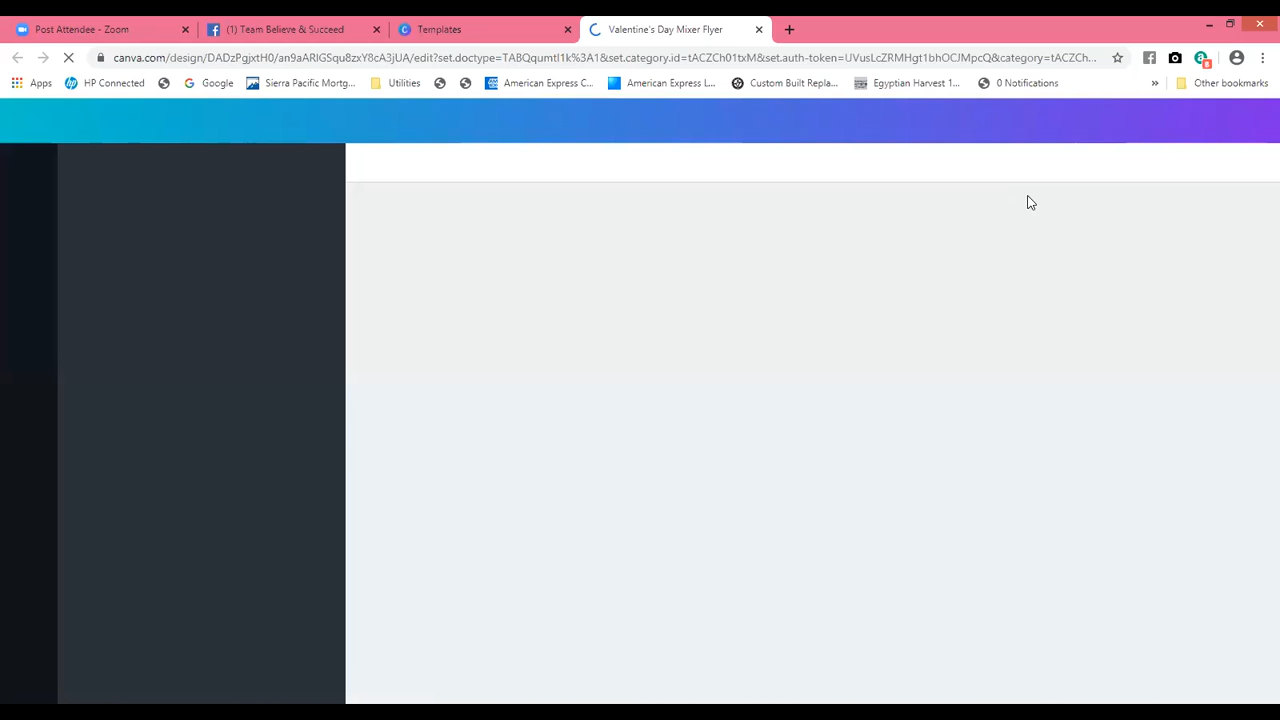 Post Attendee - Zoom
(1) Team Believe & Succeed
Templates
Valentine's Day Mixer Flyer
canva.com/design/DADzPgjxtH0/an9aARlGSqu8zxY8cA3jUA/edit?set.doctype=TABQqtmtl1k%3A1&set.category.id=tACZCh01txM&set.auth-token=UVusLcZRMHgt1bhOCJMpcQ&category=tACZCh...
Apps
HP Connected
Google
Sierra Pacific Mortg...
Utilities
American Express C...
American Express L...
Custom Built Repla...
Egyptian Harvest 1...
0 Notifications
»
Other bookmarks
8